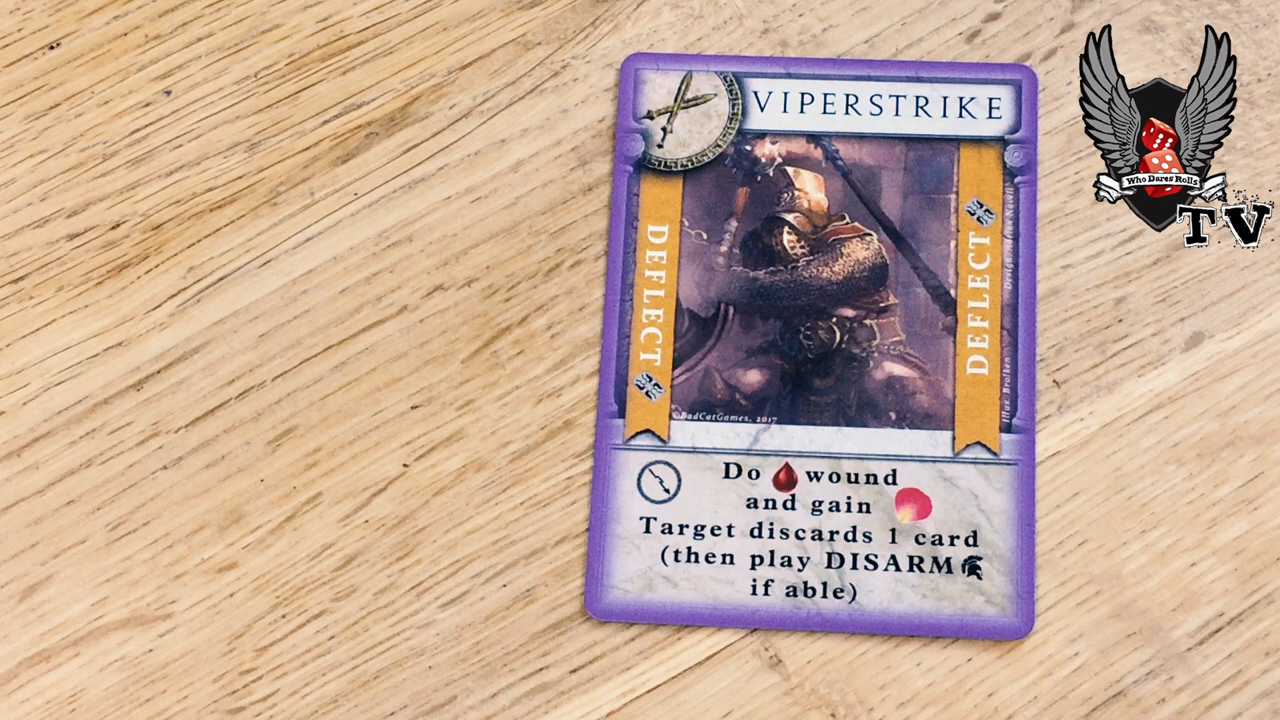 VIPERSTRIKE
DEFLECT
DEFLECT
©BadCatGames, 2017
Do wound
and gain
Target discards 1 card
(then play DISARM
if able)
Who Dares Rolls
TV